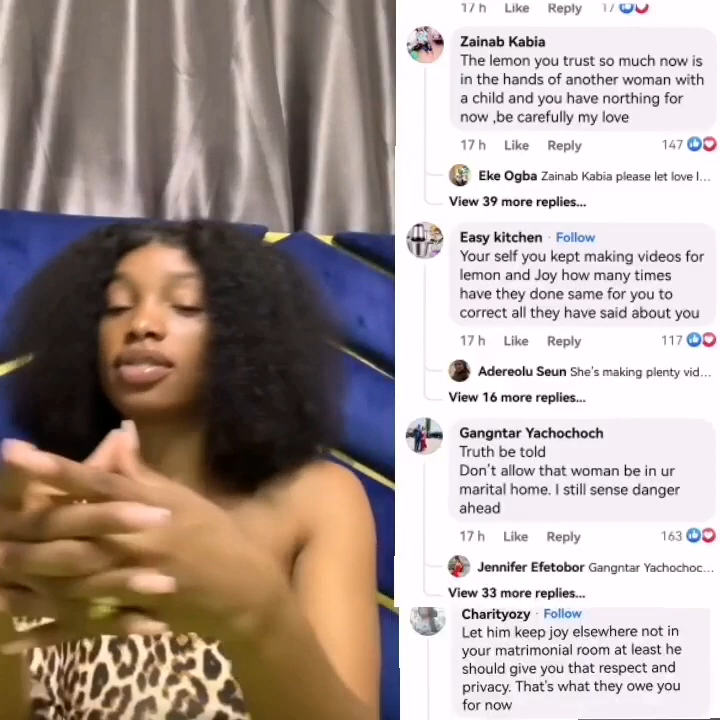 17 h Like Reply 17
Zainab Kabia
The lemon you trust so much now is
in the hands of another woman with
a child and you have northing for
now ,be carefully my love
17 h Like Reply 147
Eke Ogba Zainab Kabia please let love l...
View 39 more replies...
Easy kitchen · Follow
Your self you kept making videos for
lemon and Joy how many times
have they done same for you to
correct all they have said about you
17 h Like Reply 117
Adereolu Seun She's making plenty vid...
View 16 more replies...
Gangntar Yachochoch
Truth be told
Don't allow that woman be in ur
marital home. I still sense danger
ahead
17 h Like Reply 163
Jennifer Efetobor Gangntar Yachochoc...
View 33 more replies...
Charityozy · Follow
Let him keep joy elsewhere not in
your matrimonial room at least he
should give you that respect and
privacy. That's what they owe you
for now